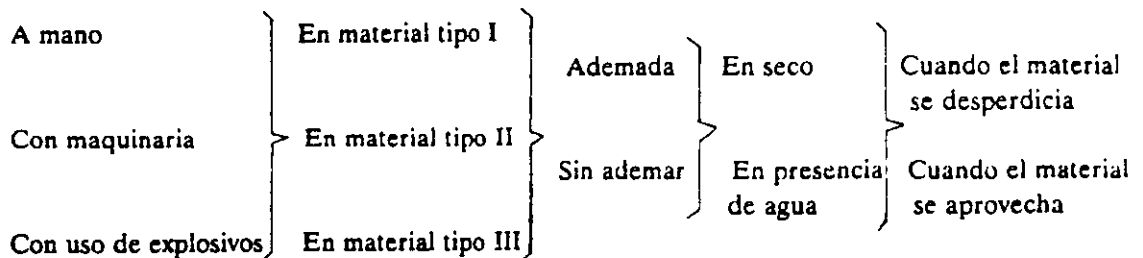 A mano
Con maquinaria
Con uso de explosivos
En material tipo I
En material tipo II
En material tipo III
Ademada
Sin ademar
En seco
En presencia
de agua
Cuando el material
se desperdicia
Cuando el material
se aprovecha